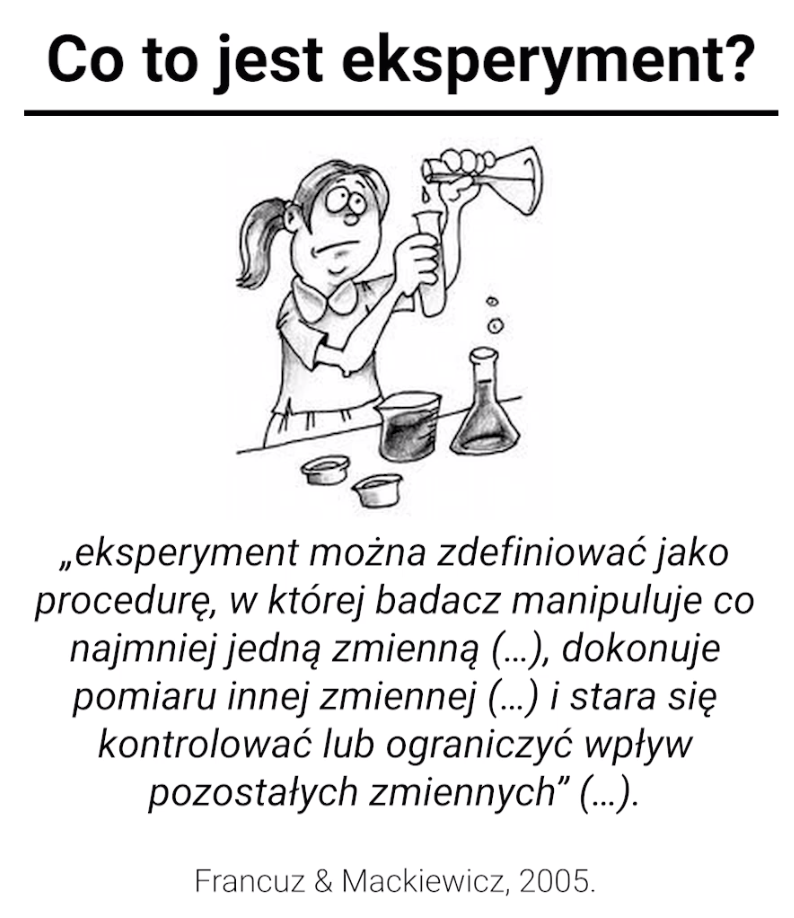 Co to jest eksperyment?
„eksperyment można zdefiniować jako
procedurę, w której badacz manipuluje co
najmniej jedną zmienną (...), dokonuje
pomiaru innej zmiennej (...) i stara się
kontrolować lub ograniczyć wpływ
pozostałych zmiennych” (...).
Francuz & Mackiewicz, 2005.